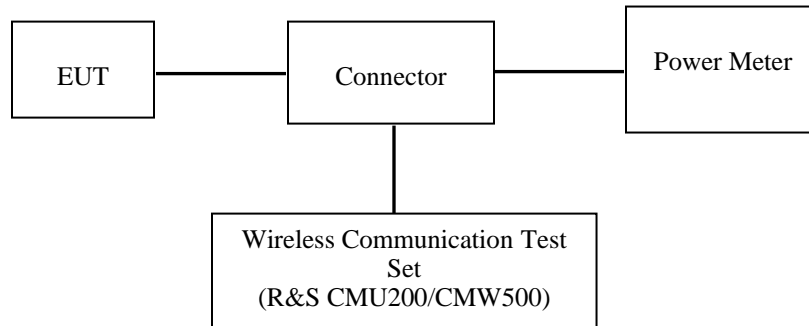 EUT
Connector
Power Meter
Wireless Communication Test
Set
(R&S CMU200/CMW500)